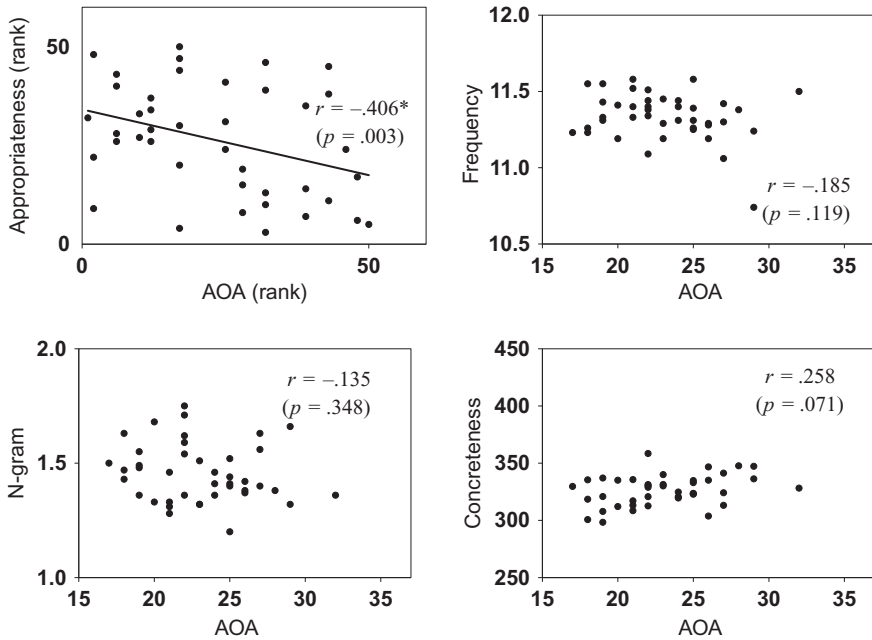 Appropriateness (rank)
50
0
r = –.406*
(p = .003)
0
50
AOA (rank)
Frequency
12.0
11.5
11.0
10.5
r = –.185
(p = .119)
15
20
25
30
35
AOA
N-gram
2.0
1.5
1.0
r = –.135
(p = .348)
15
20
25
30
35
AOA
Concreteness
450
400
350
300
250
r = .258
(p = .071)
15
20
25
30
35
AOA